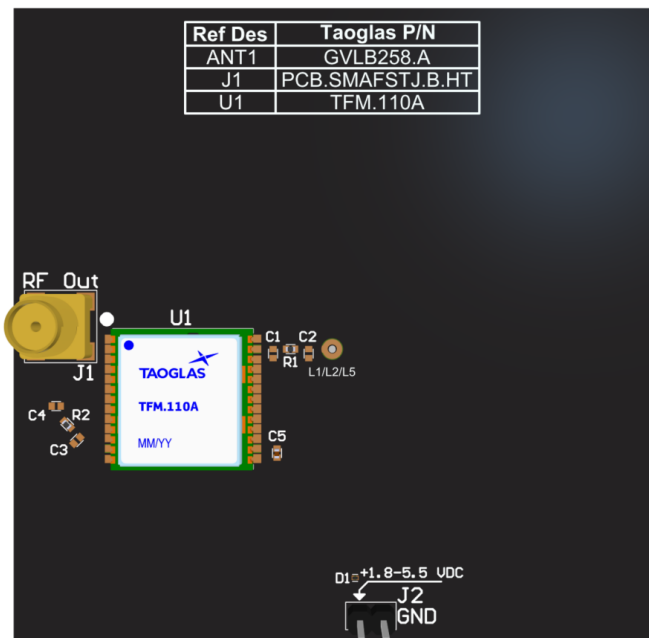 Ref Des Taoglas P/N
ANT1 GVLB258.A
J1 PCB.SMAFSTJ.B.HT
U1 TFM.110A
RF Out
J1
U1
TAOGLAS
TFM.110A
MM/YY
C1 C2
R1
L1/L2/L5
C4 R2
C3
C5
D1 +1.8-5.5 VDC
J2
GND